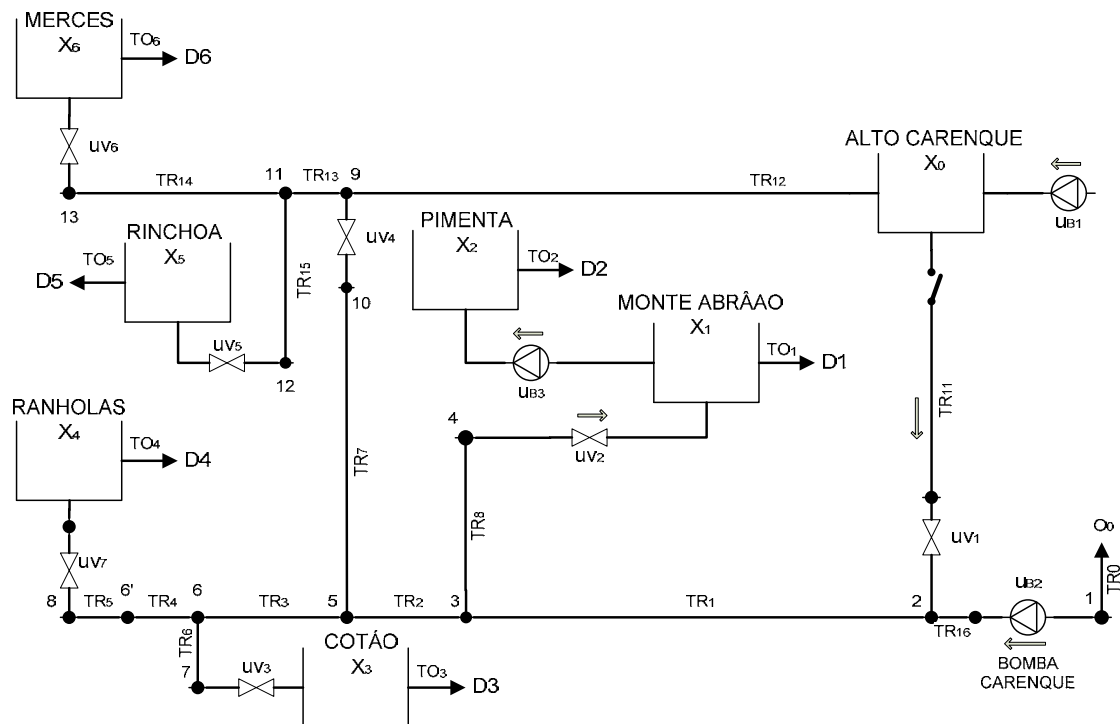 MERCES
X6
TO6
D6
uv6
13
TR14
11
TR13
9
TR12
ALTO CARENQUE
X0
uB1
RINCHOA
X5
TO5
D5
uv5
TR15
12
uv4
10
PIMENTA
X2
TO2
D2
uB3
MONTE ABRÂAO
X1
TO1
D1
4
uv2
TR11
RANHOLAS
X4
TO4
D4
uv7
TR7
TR8
uv1
O0
TR0
8
TR5
6'
TR4
6
TR3
5
TR2
3
TR1
2
TR16
uB2
1
BOMBA
CARENQUE
TR6
7
uv3
COTÁO
X3
TO3
D3